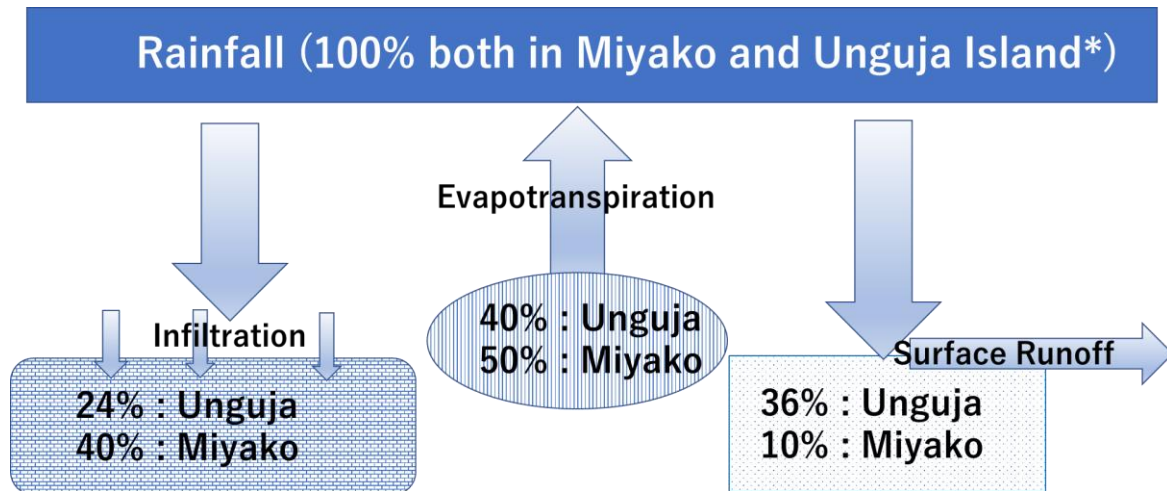 Rainfall (100% both in Miyako and Unguja Island*)
Evapotranspiration
Infiltration
24% : Unguja
40% : Miyako
40% : Unguja
50% : Miyako
Surface Runoff
36% : Unguja
10% : Miyako